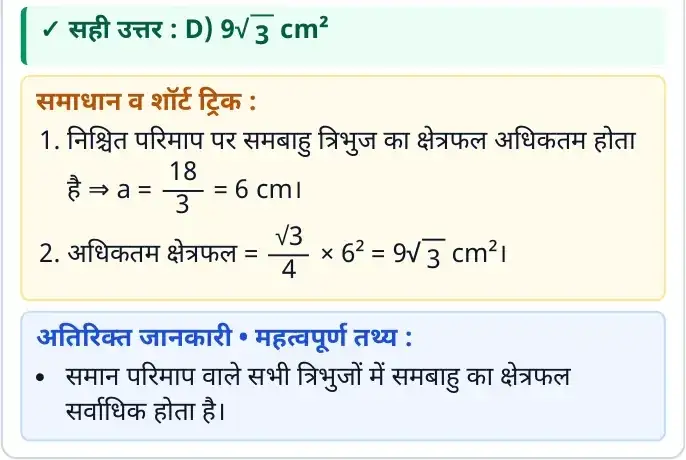 ✓ सही उत्तर : D) 9√3 cm²
समाधान व शॉर्ट ट्रिक :
1. निश्चित परिमाप पर समबाहु त्रिभुज का क्षेत्रफल अधिकतम होता
है ⇒ a = 18/3 = 6 cm।
2. अधिकतम क्षेत्रफल = √3/4 × 6² = 9√3 cm²।
अतिरिक्त जानकारी • महत्वपूर्ण तथ्य :
• समान परिमाप वाले सभी त्रिभुजों में समबाहु का क्षेत्रफल
सर्वाधिक होता है।